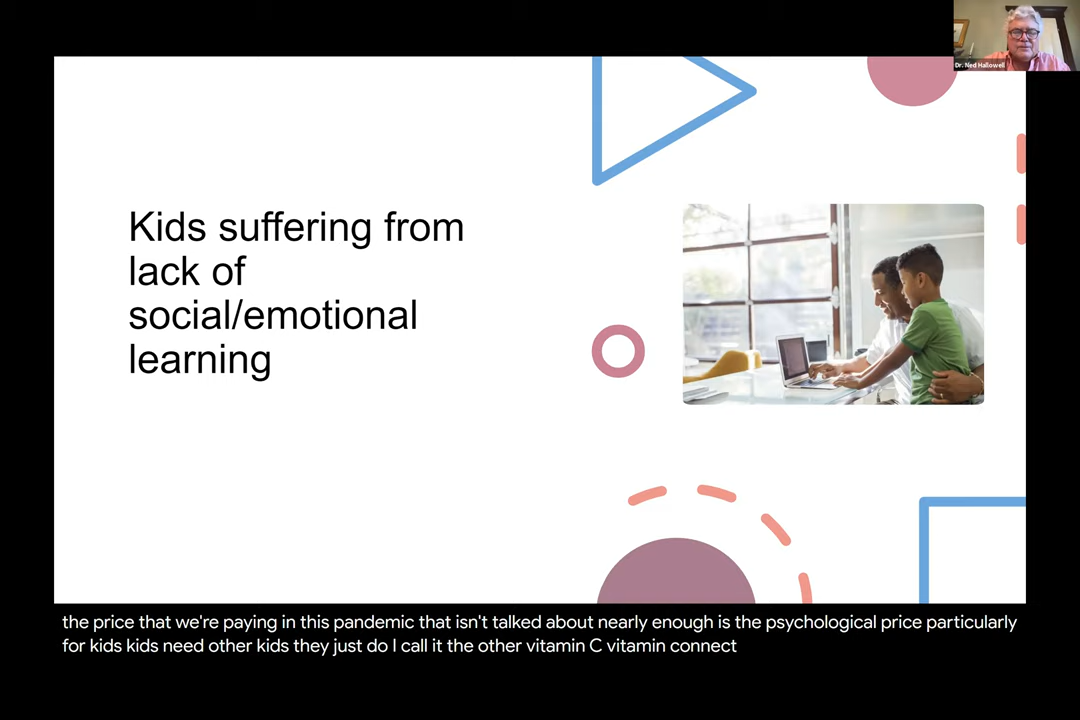 Dr. Ned Hallowell
Kids suffering from
lack of
social/emotional
learning
the price that we're paying in this pandemic that isn't talked about nearly enough is the psychological price particularly
for kids kids need other kids they just do I call it the other vitamin C vitamin connect